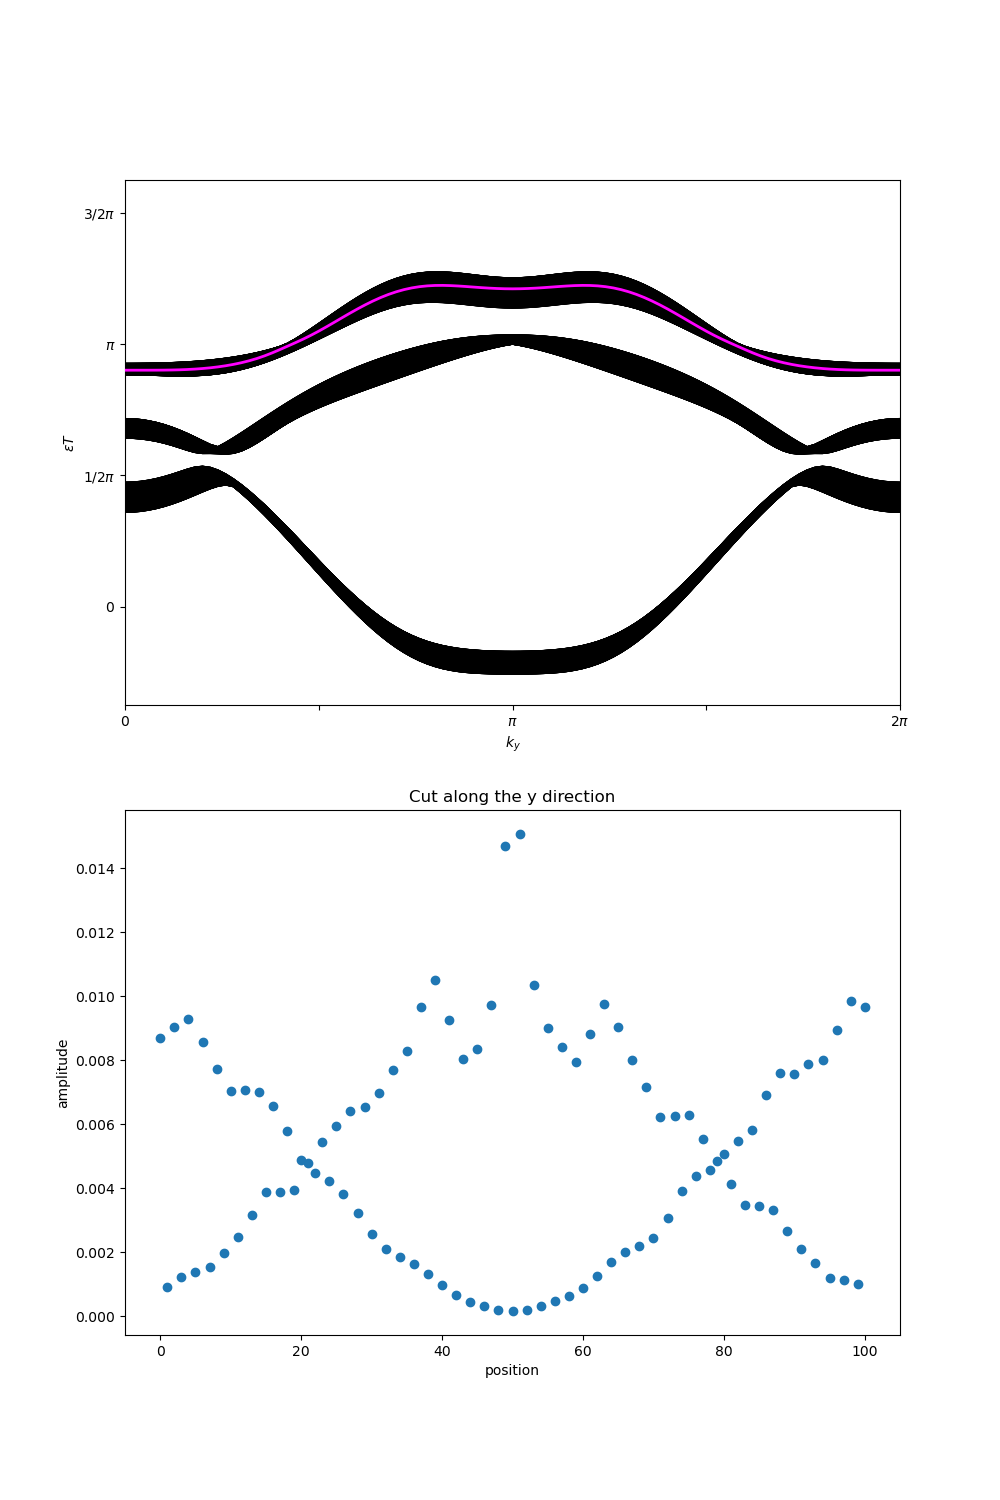 3/2π
π
1/2π
0
εT
0 π 2π
k_y
Cut along the y direction
0.014
0.012
0.010
0.008
0.006
0.004
0.002
0.000
amplitude
0 20 40 60 80 100
position